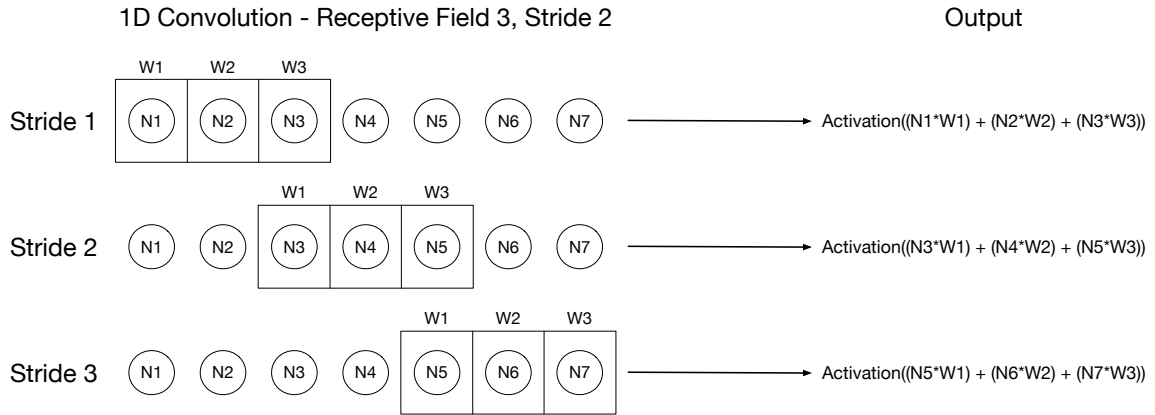 1D Convolution - Receptive Field 3, Stride 2 Output
W1 W2 W3
Stride 1 N1 N2 N3 N4 N5 N6 N7 Activation((N1*W1) + (N2*W2) + (N3*W3))
W1 W2 W3
Stride 2 N1 N2 N3 N4 N5 N6 N7 Activation((N3*W1) + (N4*W2) + (N5*W3))
W1 W2 W3
Stride 3 N1 N2 N3 N4 N5 N6 N7 Activation((N5*W1) + (N6*W2) + (N7*W3))